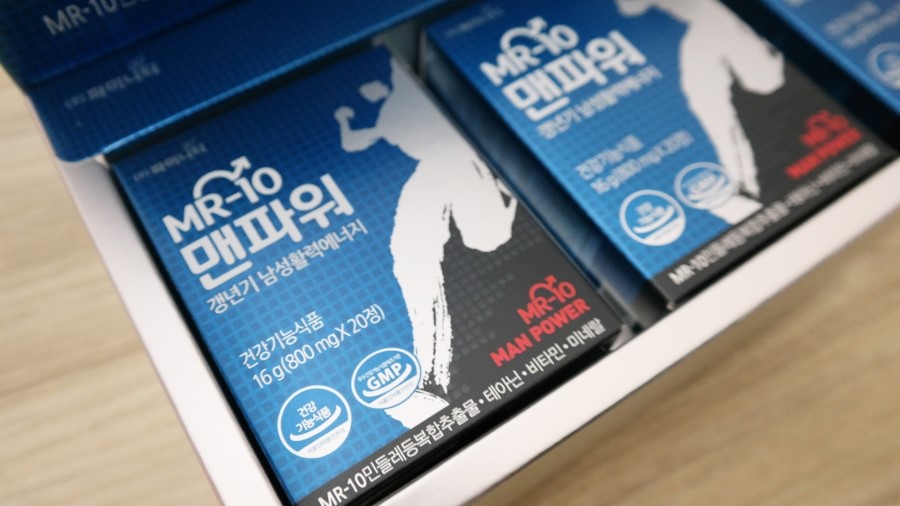 MR-10민
MR-10
맨파워
갱년기 남성활력에너지
건강기능식품
16 g(800 mg X 20정)
건강
기능식품
GMP
MR-10
MAN POWER
MR-10민들레등복합추출물 • 테아닌 • 비타민 • 미네랄
MR-10
맨파워
갱년기 남성활력에너지
건강기능식품
16 g(800 mg X 20정)
MR-10
MAN POWER